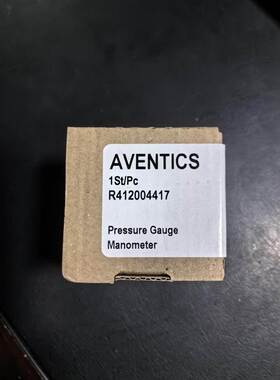 AVENTICS
1St/Pc
R412004417
Pressure Gauge
Manometer